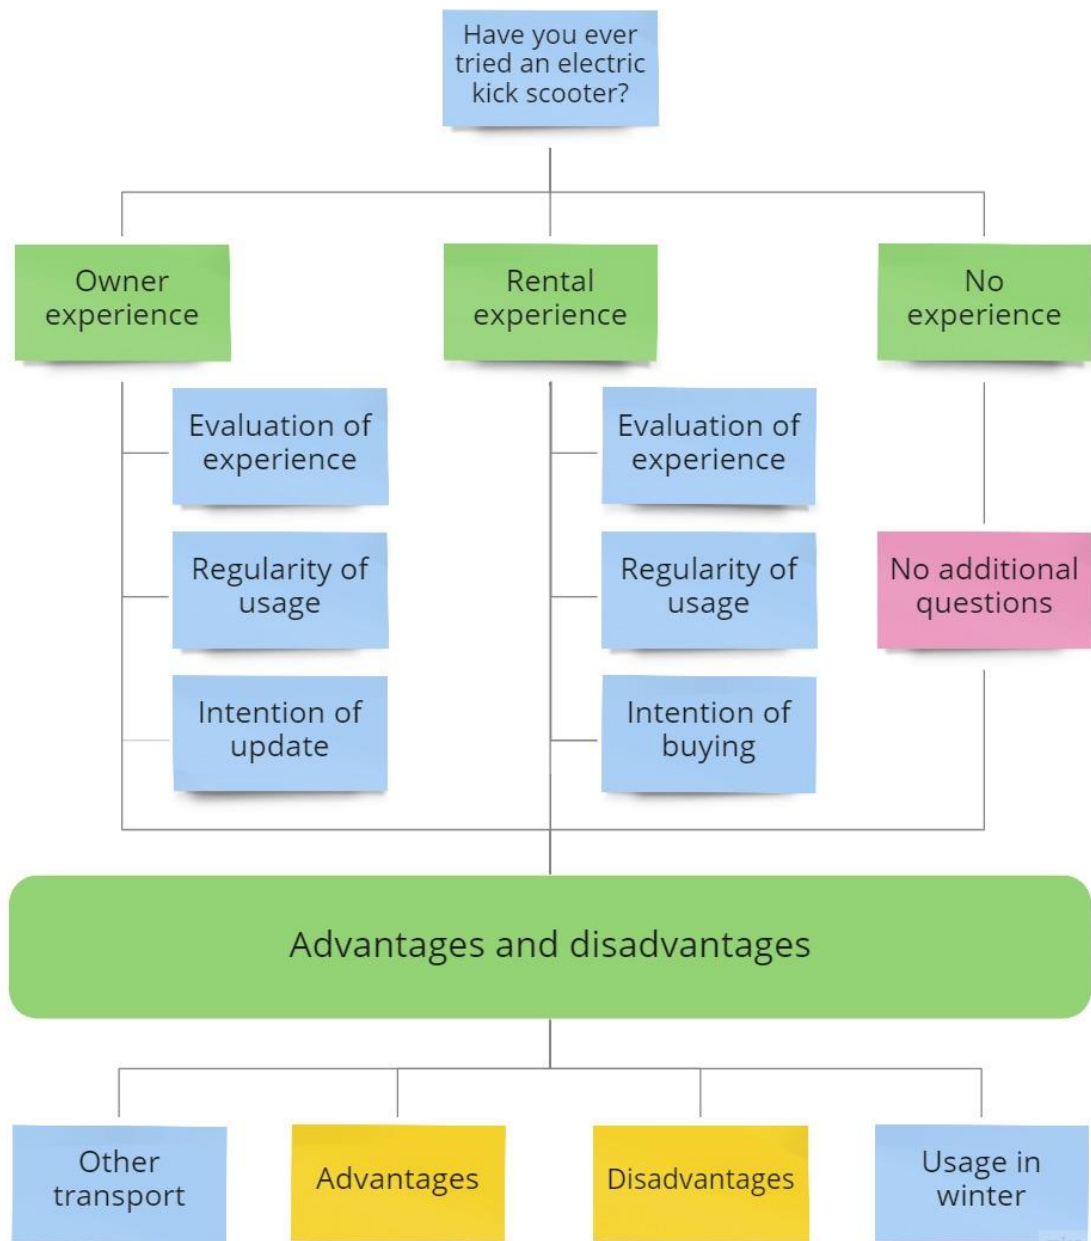 Have you ever
tried an electric
kick scooter?
Owner
experience
Rental
experience
No
experience
Evaluation of
experience
Evaluation of
experience
Regularity of
usage
Regularity of
usage
No additional
questions
Intention of
update
Intention of
buying
Advantages and disadvantages
Other
transport
Advantages
Disadvantages
Usage in
winter